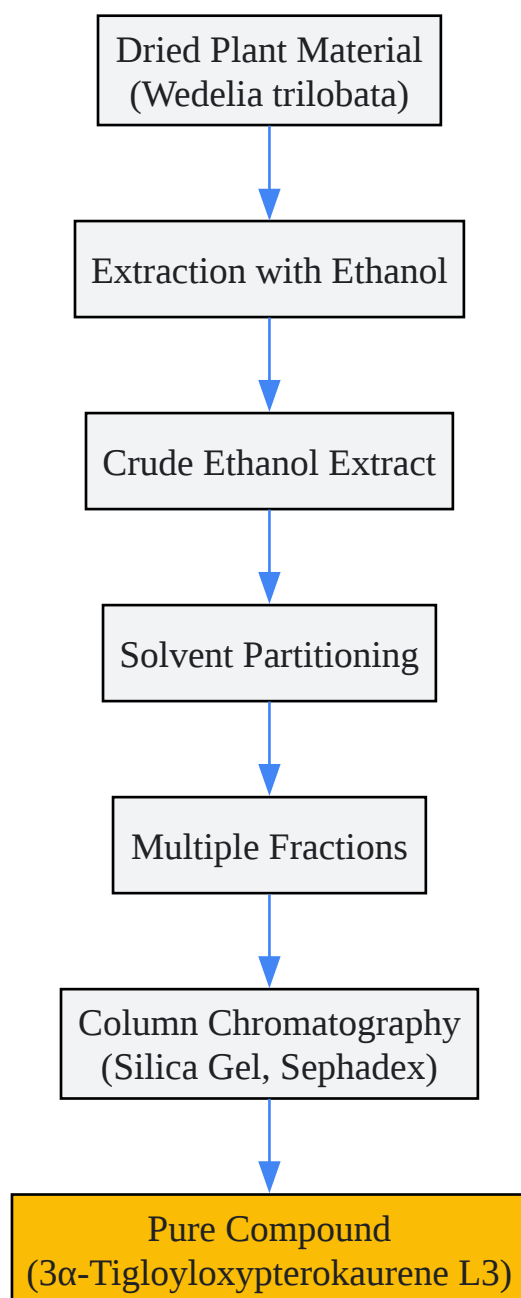 Dried Plant Material
(Wedelia trilobata)
Extraction with Ethanol
Crude Ethanol Extract
Solvent Partitioning
Multiple Fractions
Column Chromatography
(Silica Gel, Sephadex)
Pure Compound
(3α-Tigloyloxypterokaurene L3)